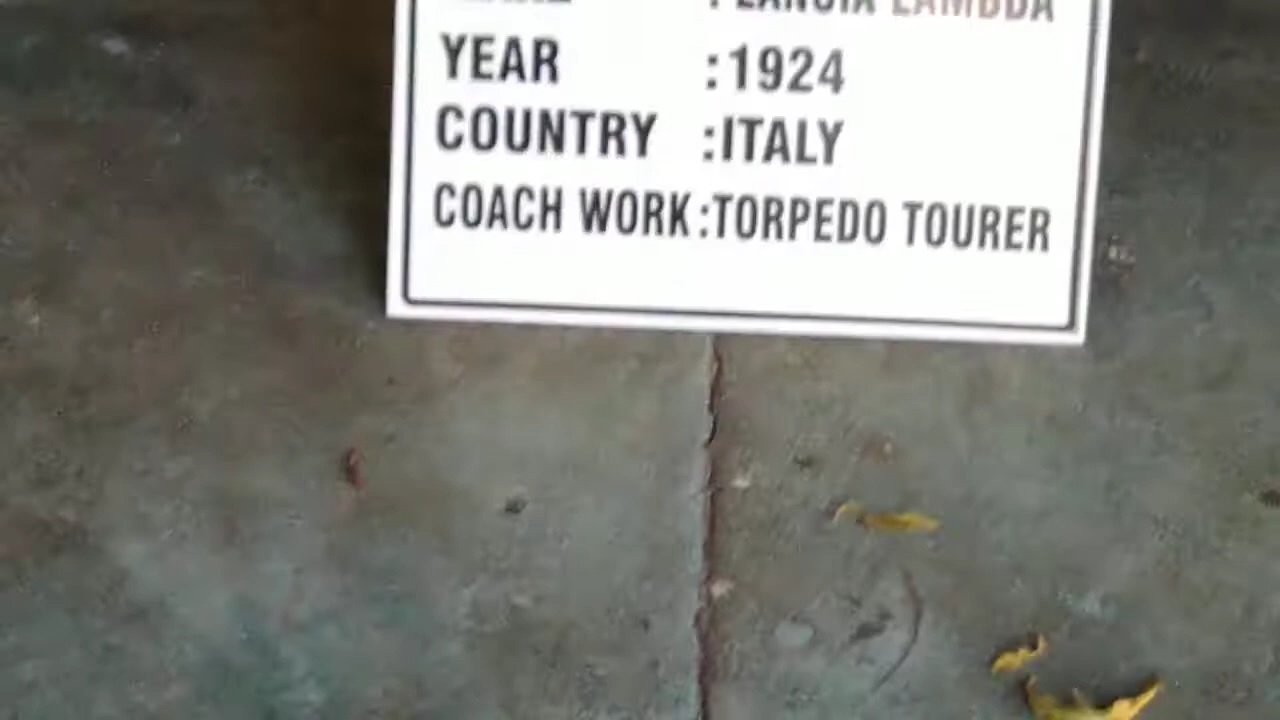 : LANCIA LAMBDA
YEAR :1924
COUNTRY :ITALY
COACH WORK :TORPEDO TOURER